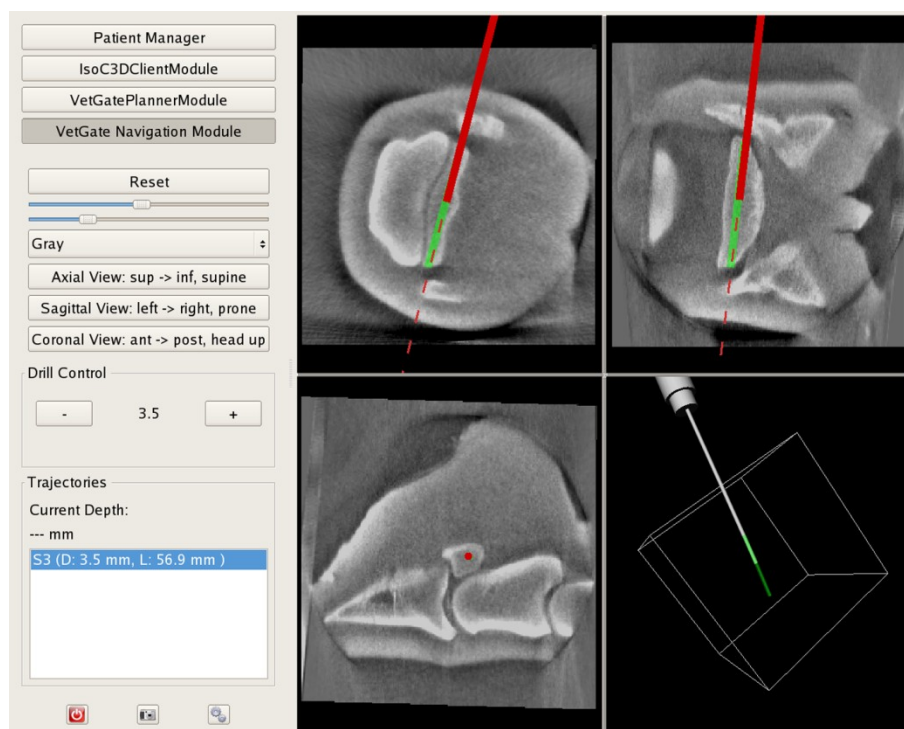 Patient Manager
IsoC3DClientModule
VetGatePlannerModule
VetGate Navigation Module
Reset
Gray
Axial View: sup -> inf, supine
Sagittal View: left -> right, prone
Coronal View: ant -> post, head up
Drill Control
- 3.5 +
Trajectories
Current Depth:
--- mm
S3 (D: 3.5 mm, L: 56.9 mm )